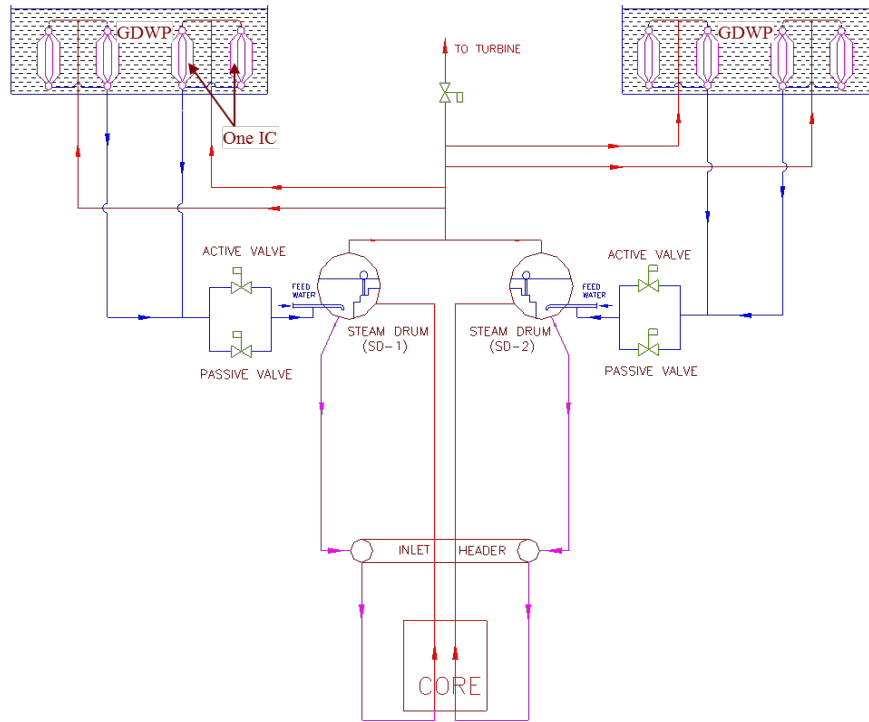 GDWP
GDWP
TO TURBINE
One IC
ACTIVE VALVE
ACTIVE VALVE
FEED
WATER
FEED
WATER
STEAM DRUM
(SD-1)
STEAM DRUM
(SD-2)
PASSIVE VALVE
PASSIVE VALVE
INLET HEADER
CORE